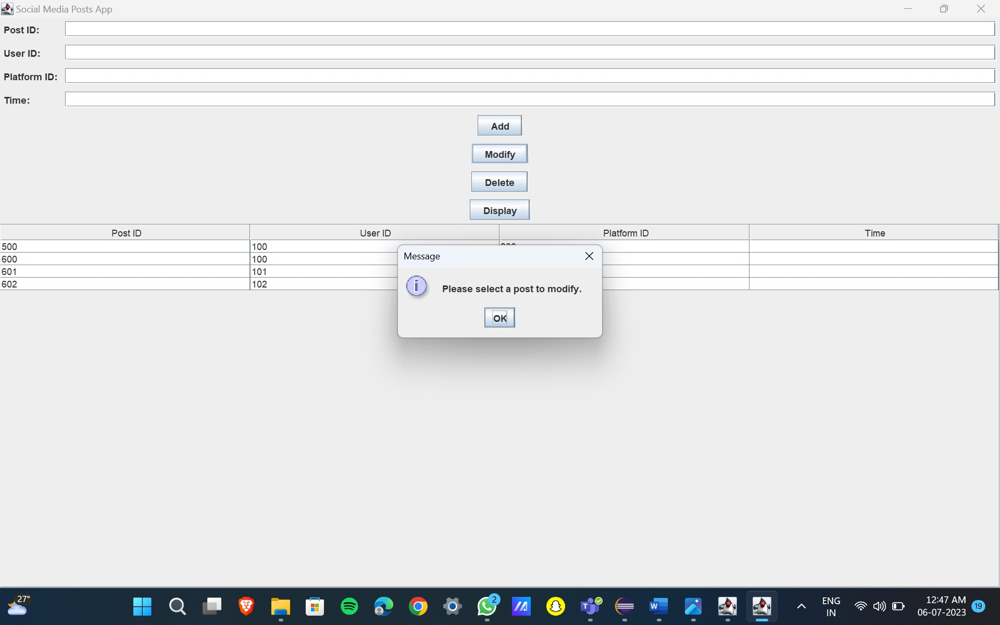 Social Media Posts App
Post ID:
User ID:
Platform ID:
Time:
Add
Modify
Delete
Display
Post ID User ID Platform ID Time
500 100
600 100
601 101
602 102
Message
Please select a post to modify.
OK
27°
2
ENG
IN
12:47 AM
06-07-2023
19